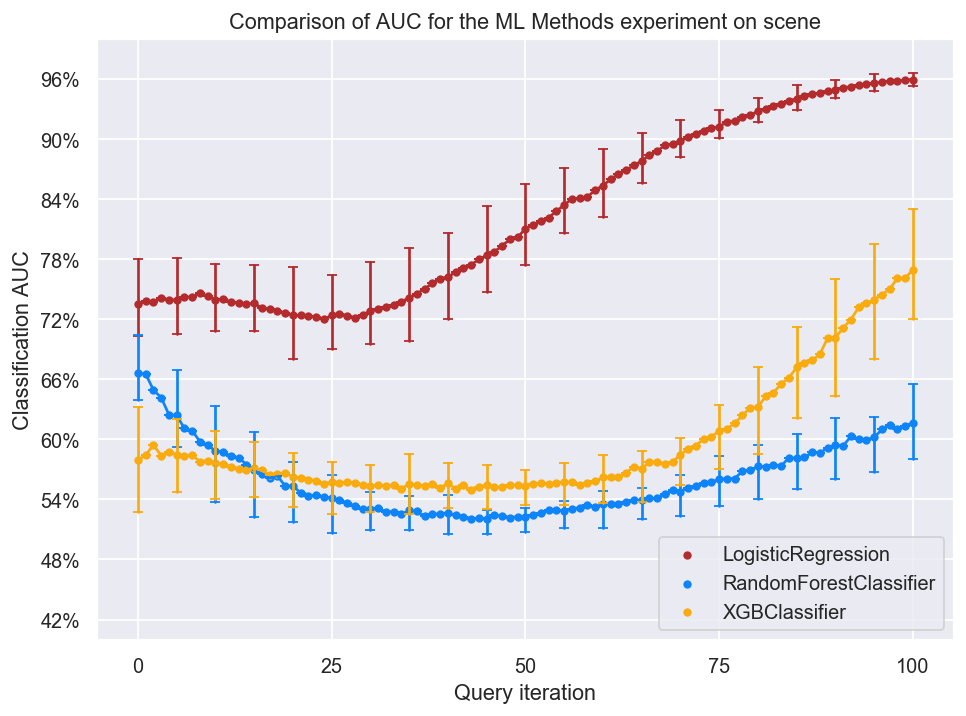 Comparison of AUC for the ML Methods experiment on scene
Classification AUC
96%
90%
84%
78%
72%
66%
60%
54%
48%
42%
LogisticRegression
RandomForestClassifier
XGBClassifier
0 25 50 75 100
Query iteration